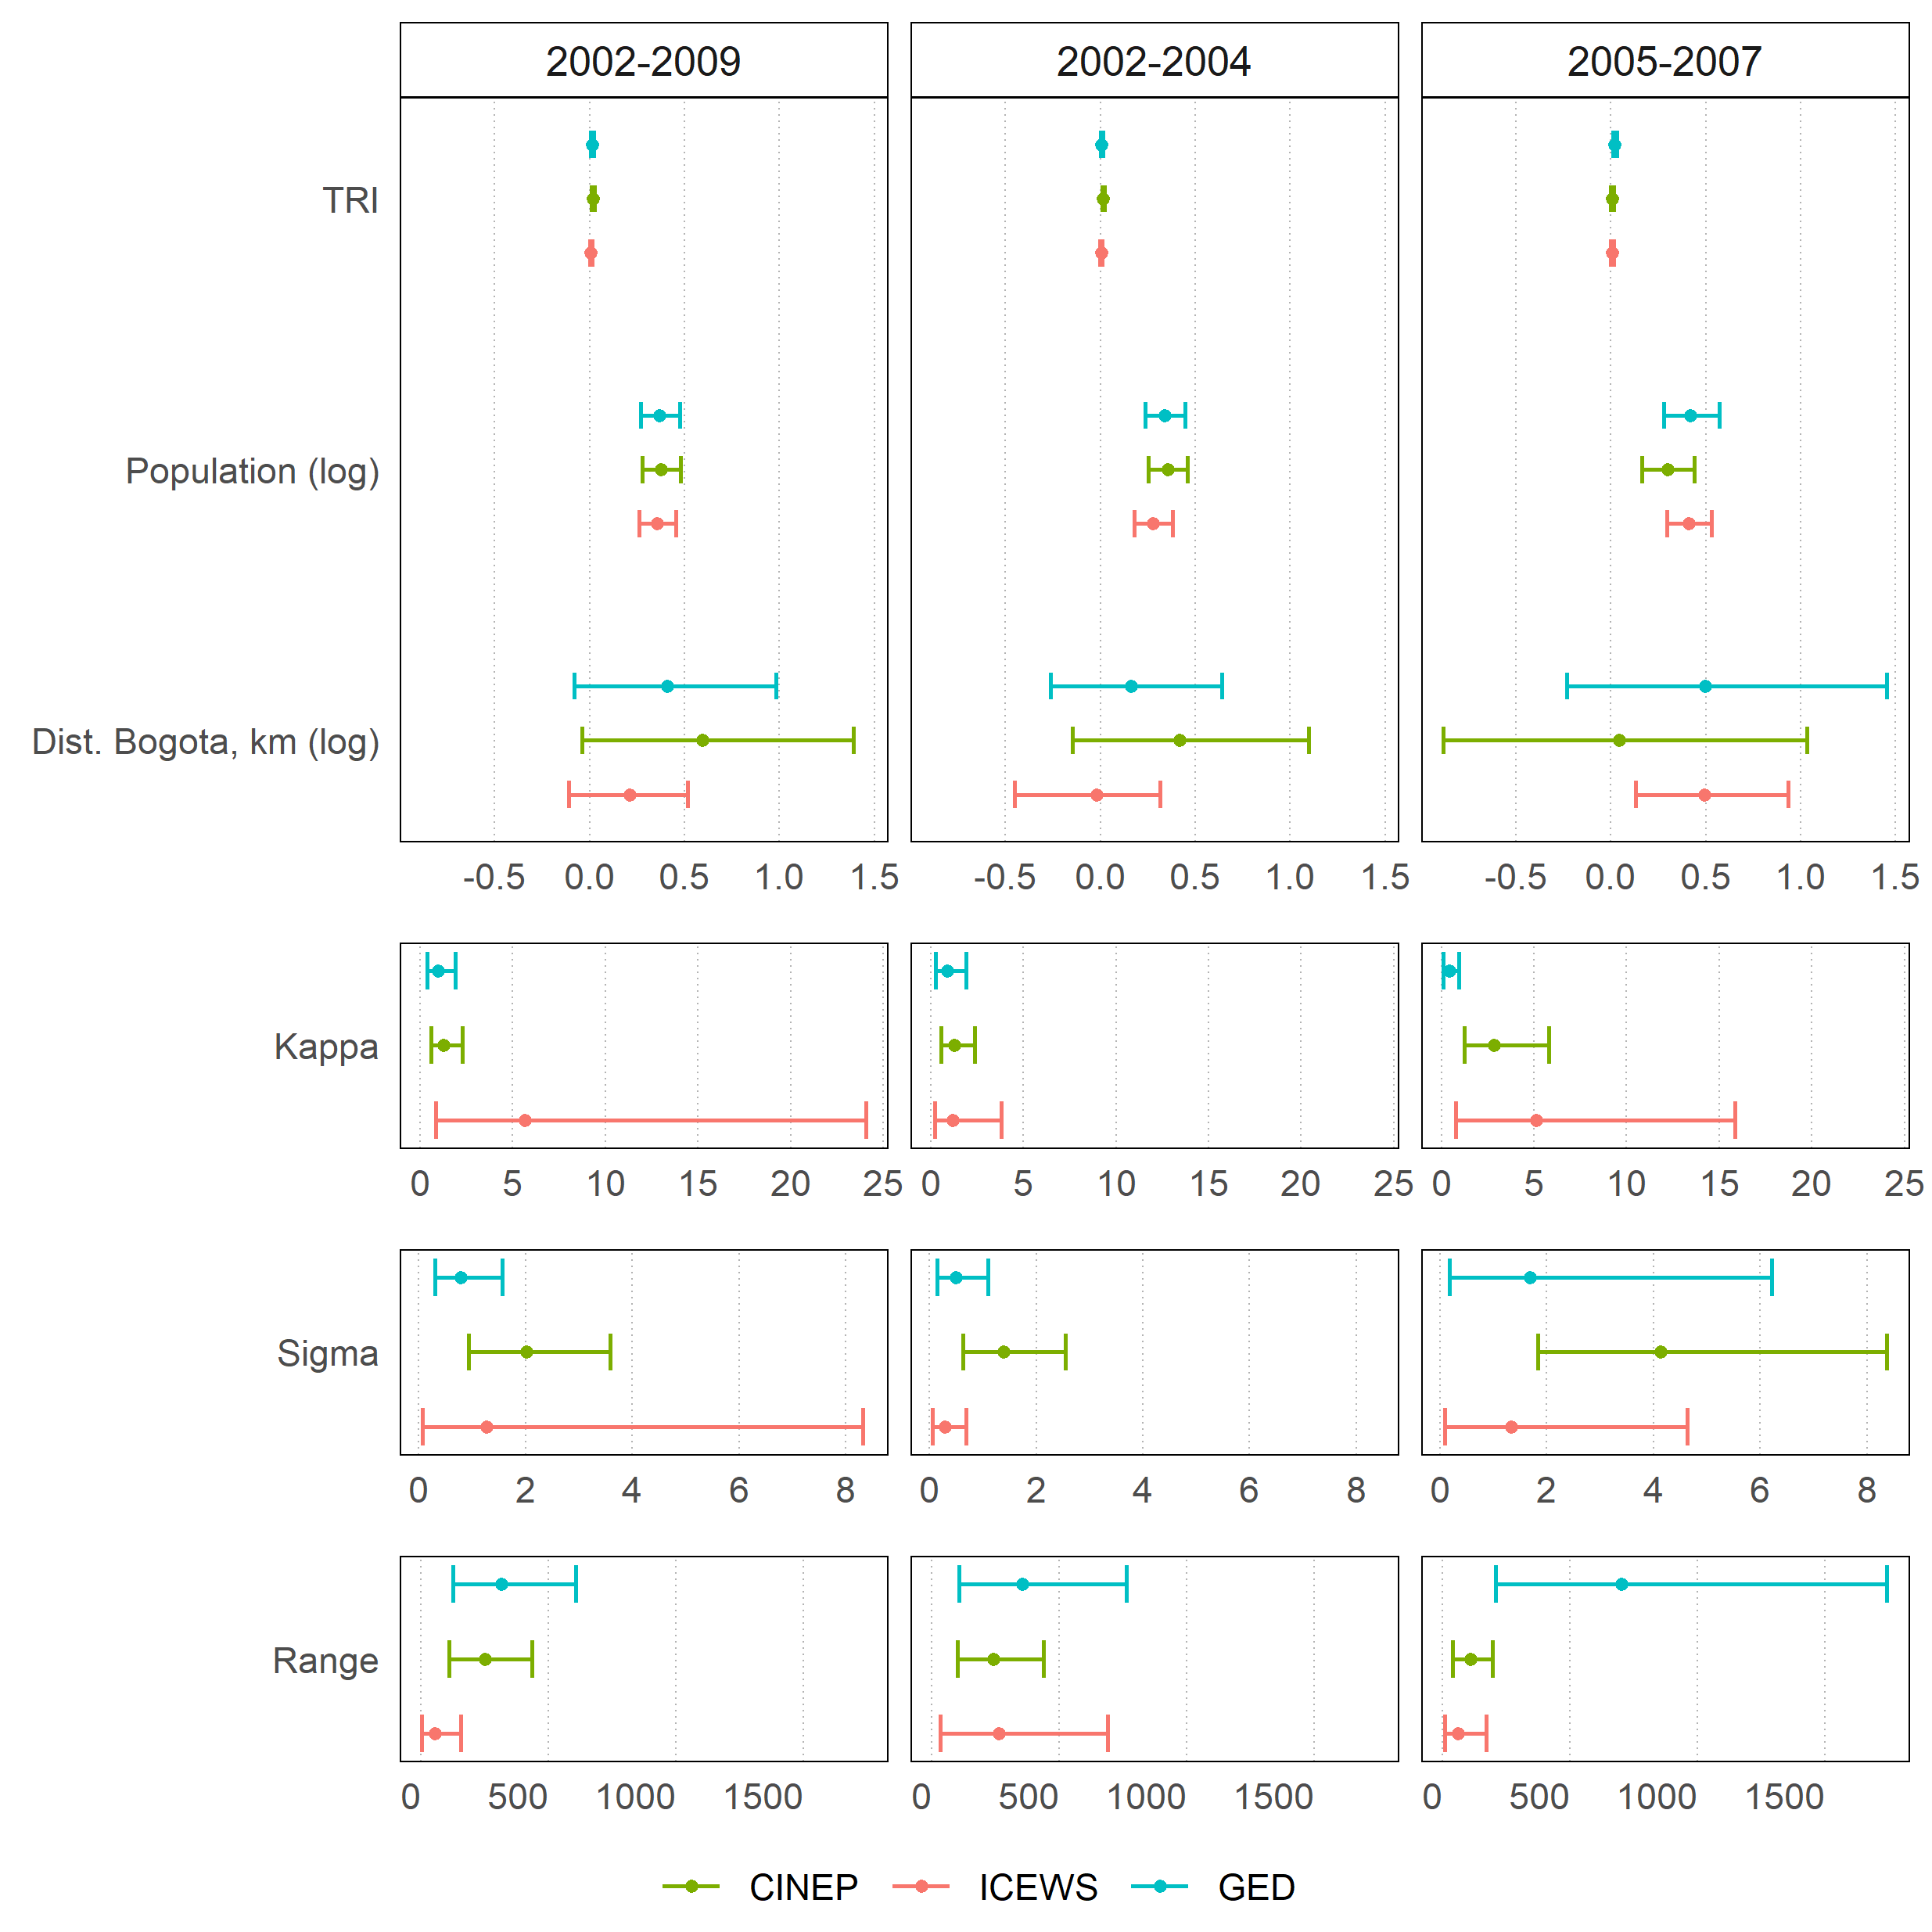 2002-2009 2002-2004 2005-2007
TRI
Population (log)
Dist. Bogota, km (log)
-0.5 0.0 0.5 1.0 1.5 -0.5 0.0 0.5 1.0 1.5 -0.5 0.0 0.5 1.0 1.5
Kappa
0 5 10 15 20 25 0 5 10 15 20 25 0 5 10 15 20 25
Sigma
0 2 4 6 8 0 2 4 6 8 0 2 4 6 8
Range
0 500 1000 1500 0 500 1000 1500 0 500 1000 1500
CINEP ICEWS GED